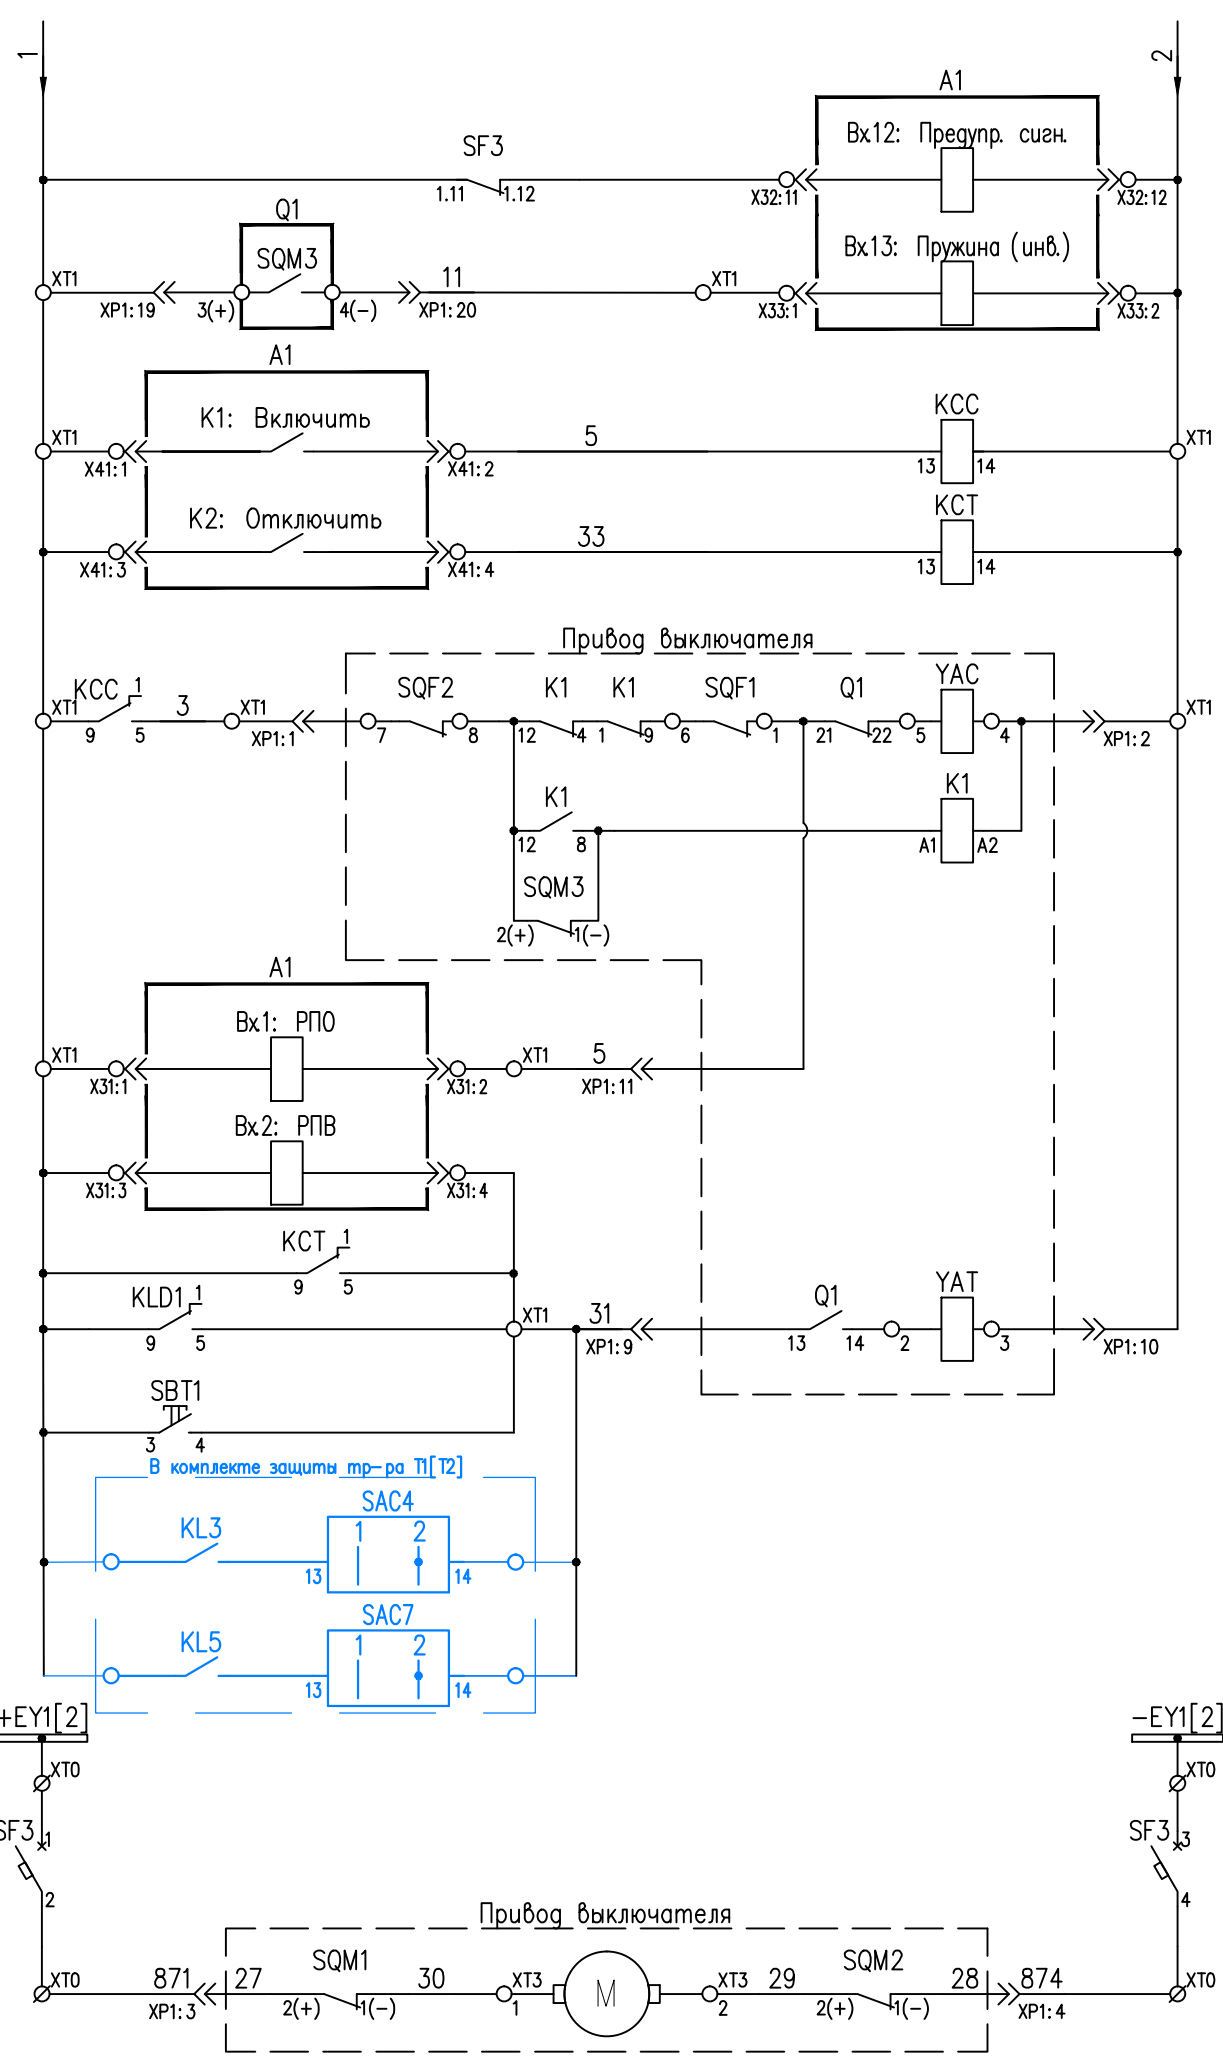 1
2
A1
Вх.12: Предупр. сигн.
SF3
1.11
1.12
X32:11
X32:12
Q1
SQM3
11
Вх.13: Пружина (инв.)
XT1
XP1:19
3(+)
4(-)
XP1:20
XT1
X33:1
X33:2
A1
K1: Включить
KCC
XT1
X41:1
X41:2
5
13
14
XT1
K2: Отключить
KCT
X41:3
X41:4
33
13
14
Привод выключателя
KCC
1
XT1
9
5
3
XT1
XP1:1
SQF2
K1
K1
SQF1
Q1
YAC
7
8
12
4
1
9
6
1
21
22
5
4
XT1
XP1:2
K1
12
8
K1
A1
A2
SQM3
2(+)
1(-)
A1
Вх.1: РПО
XT1
X31:1
X31:2
XT1
5
XP1:11
Вх.2: РПВ
X31:3
X31:4
KCT
1
9
5
KLD1
1
9
5
XT1
31
XP1:9
Q1
13
14
2
YAT
3
XP1:10
SBT1
3
4
В комплекте защиты тр-ра T1[T2]
KL3
SAC4
1
2
13
14
KL5
SAC7
1
2
13
14
+EY1[2]
-EY1[2]
XT0
XT0
SF3
1
2
SF3
3
4
Привод выключателя
XT0
871
XP1:3
27
SQM1
2(+)
1(-)
30
XT3
1
M
XT3
2
29
SQM2
2(+)
1(-)
28
874
XP1:4
XT0